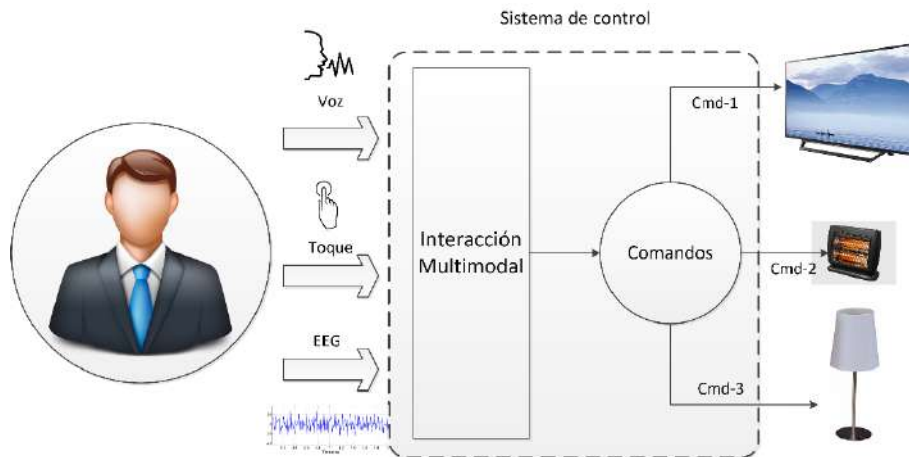 Sistema de control
Voz
Cmd-1
Toque
Interacción
Multimodal
Comandos
Cmd-2
EEG
Cmd-3